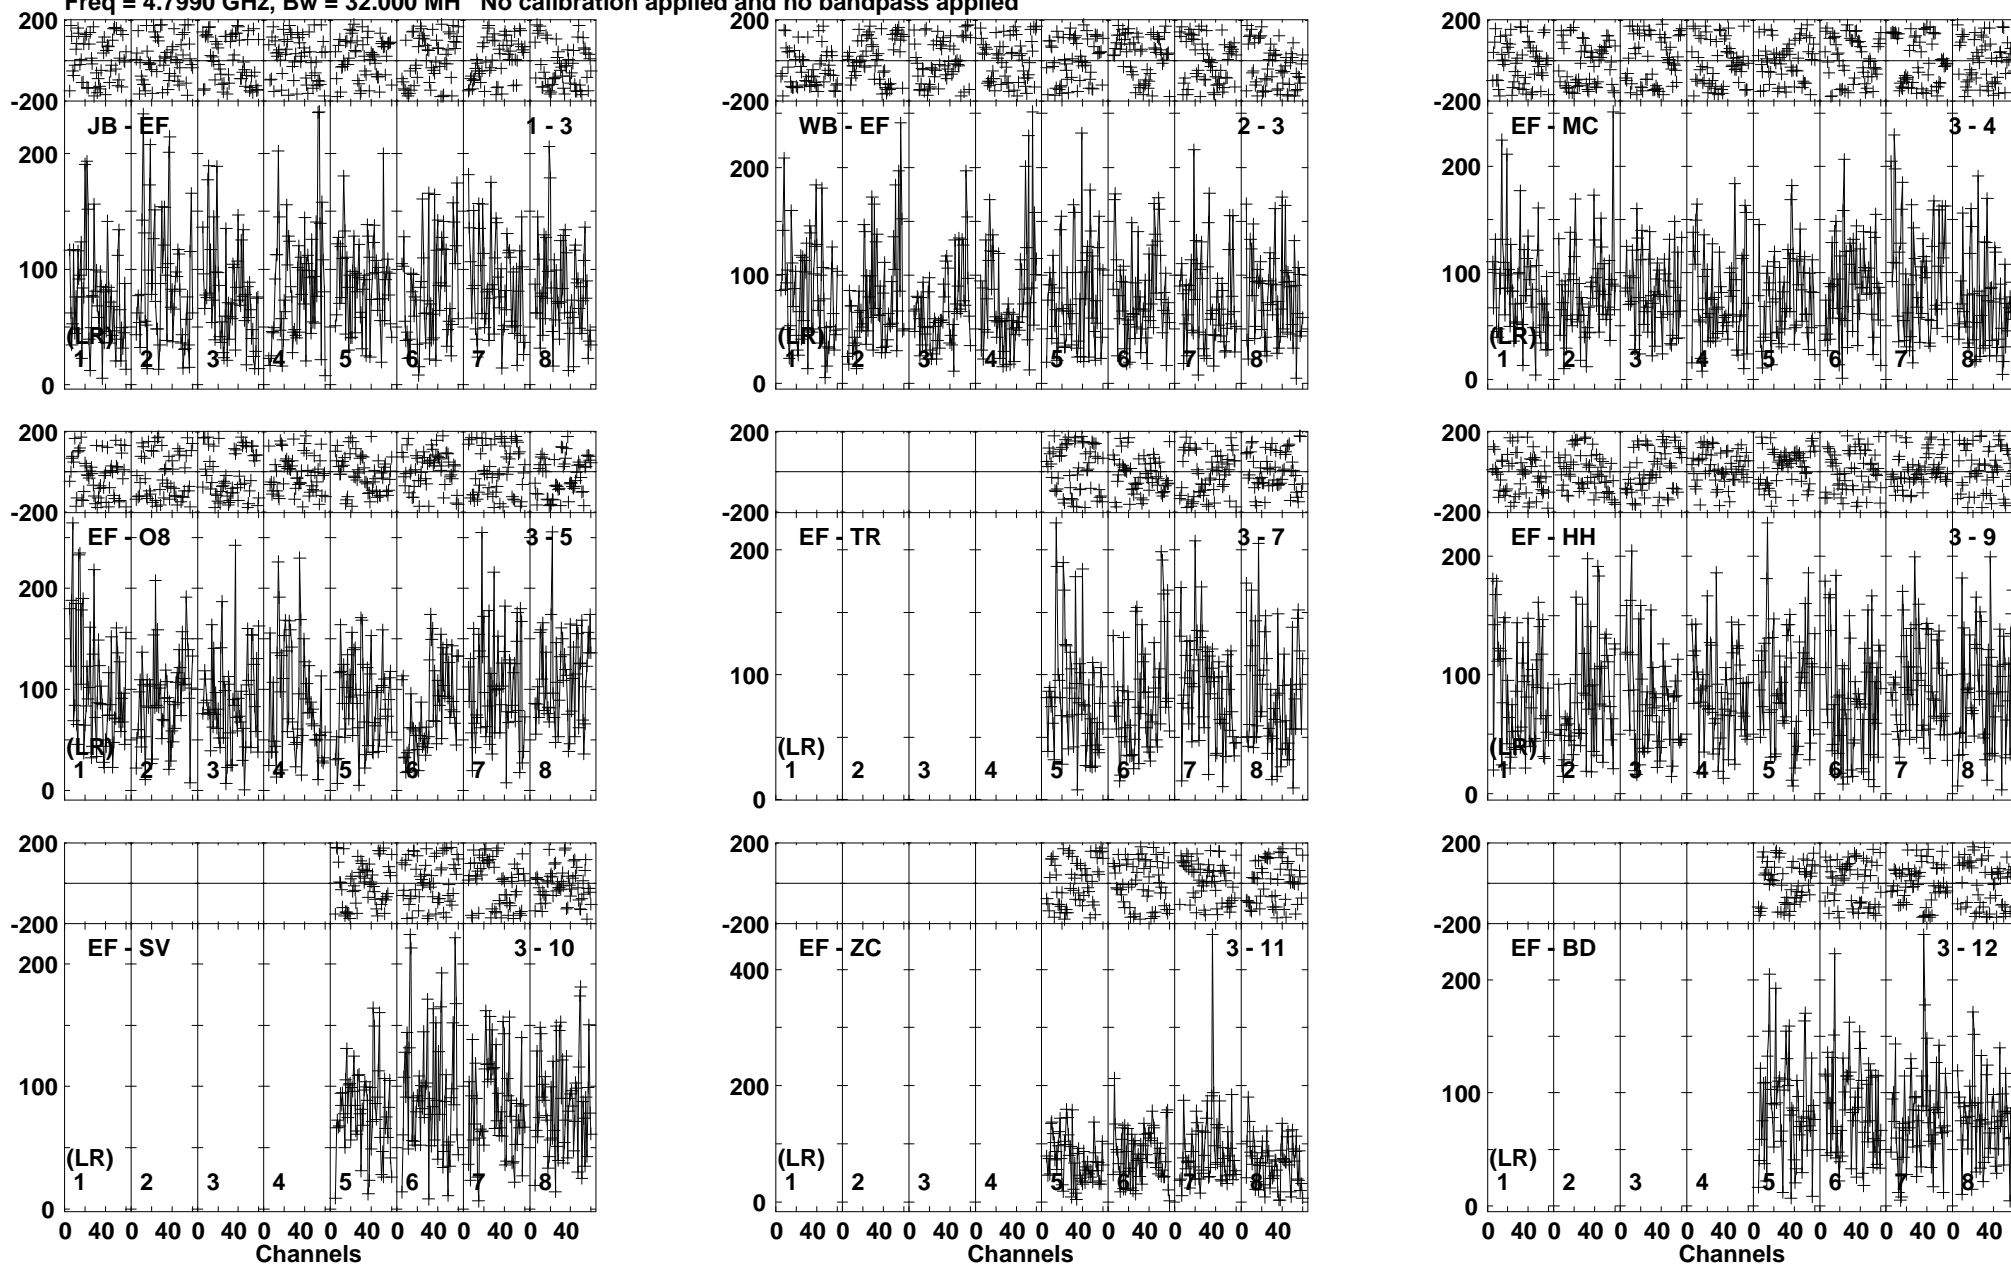 Freq = 4.7990 GHz, Bw = 32.000 MH No calibration applied and no bandpass applied
200 200 200
-200 -200 -200
JB - EF 1 - 3 WB - EF 2 - 3 EF - MC 3 - 4
200 200 200
100 100 100
(LR) (LR) (LR)
1 2 3 4 5 6 7 8 1 2 3 4 5 6 7 8 1 2 3 4 5 6 7 8
0 0 0
200 200 200
-200 -200 -200
EF - O8 3 - 5 EF - TR 3 - 7 EF - HH 3 - 9
200 200 200
100 100 100
(LR) (LR) (LR)
1 2 3 4 5 6 7 8 1 2 3 4 5 6 7 8 1 2 3 4 5 6 7 8
0 0 0
200 200 200
-200 -200 -200
EF - SV 3 - 10 EF - ZC 3 - 11 EF - BD 3 - 12
200 400 200
100 200 100
(LR) (LR) (LR)
1 2 3 4 5 6 7 8 1 2 3 4 5 6 7 8 1 2 3 4 5 6 7 8
0 0 0
0 40 0 40 0 40 0 40 0 40 0 40 0 40 0 40 0 40 0 40 0 40 0 40 0 40 0 40 0 40 0 40 0 40 0 40 0 40 0 40 0 40 0 40 0 40 0 40
Channels Channels Channels